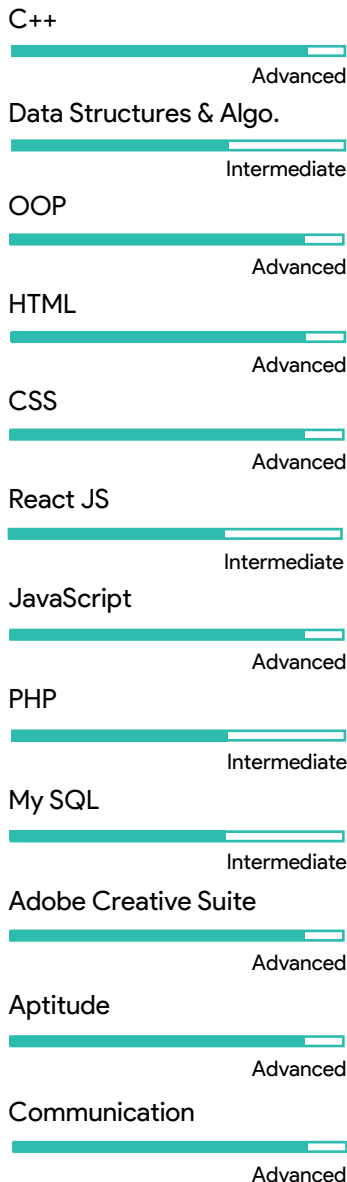 C++
Advanced
Data Structures & Algo.
Intermediate
OOP
Advanced
HTML
Advanced
CSS
Advanced
React JS
Intermediate
JavaScript
Advanced
PHP
Intermediate
My SQL
Intermediate
Adobe Creative Suite
Advanced
Aptitude
Advanced
Communication
Advanced